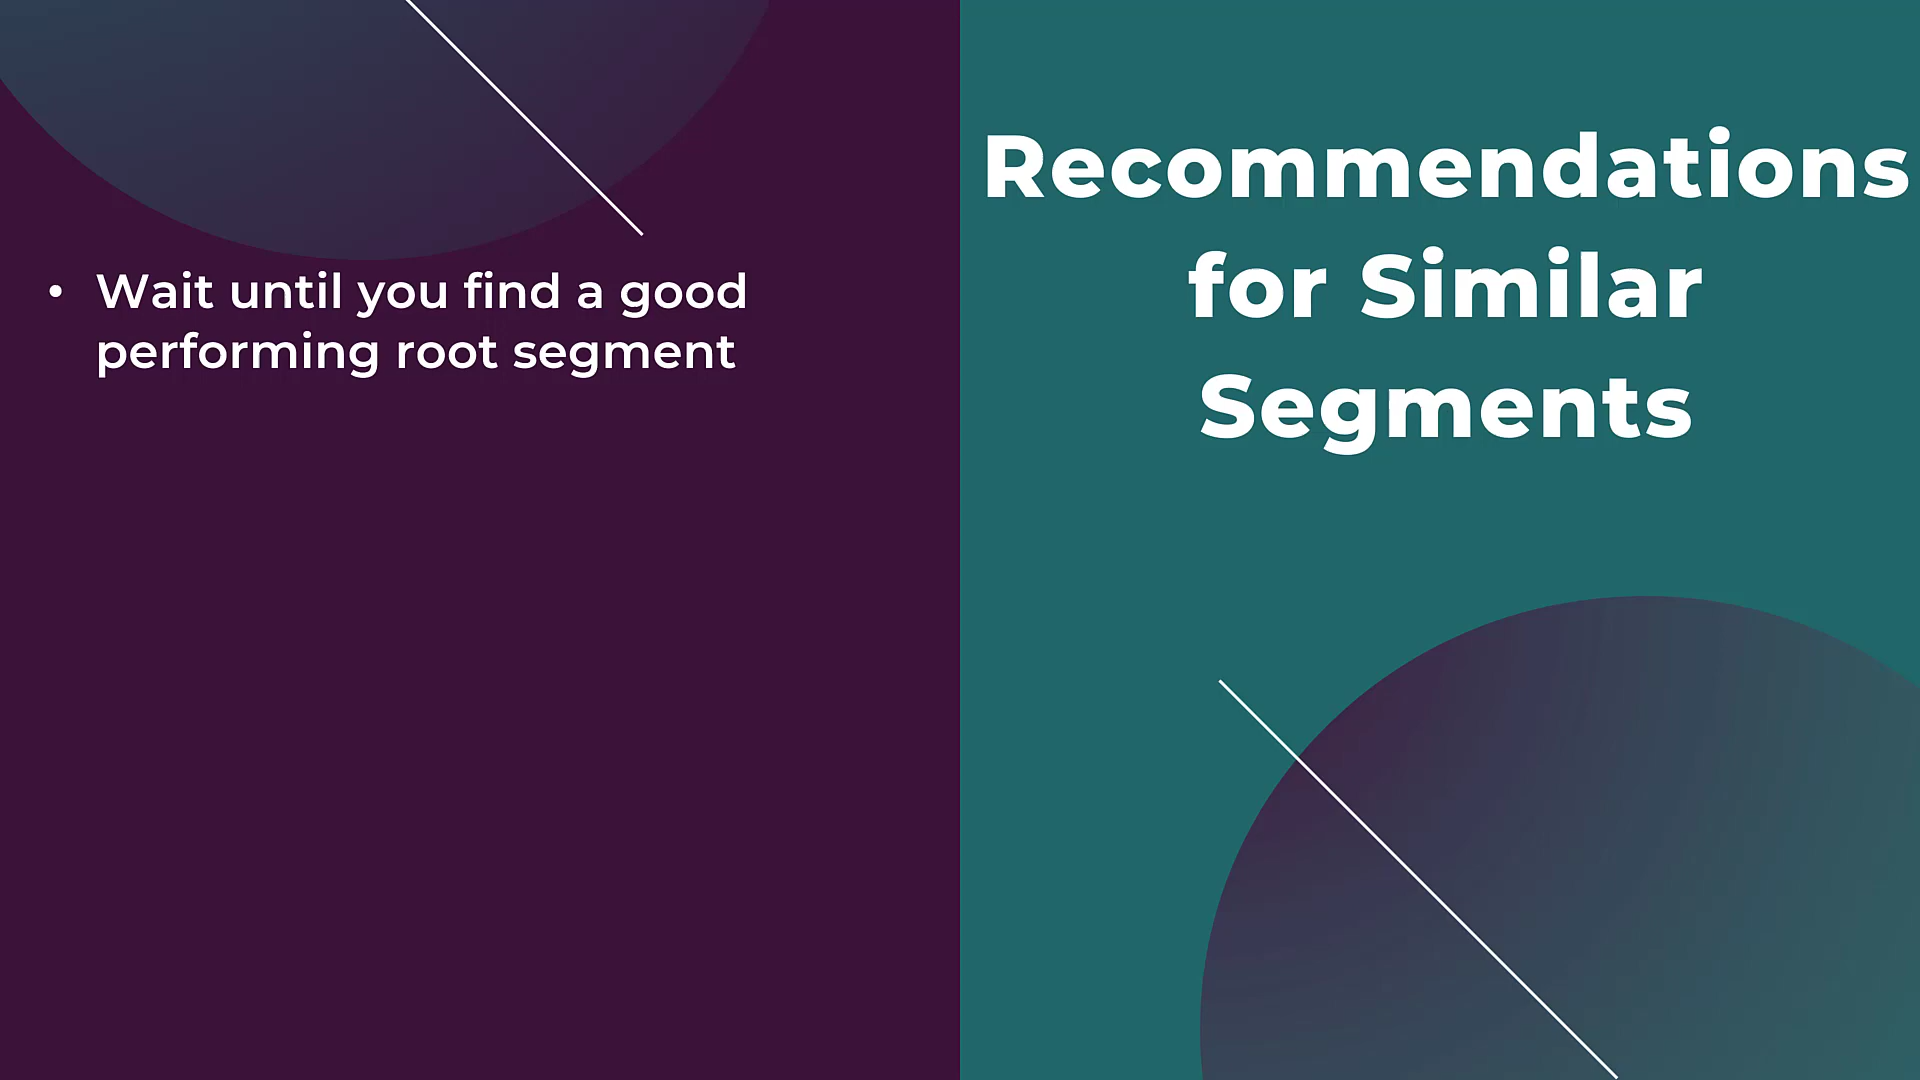 Recommendations
for Similar
Segments
• Wait until you find a good
performing root segment